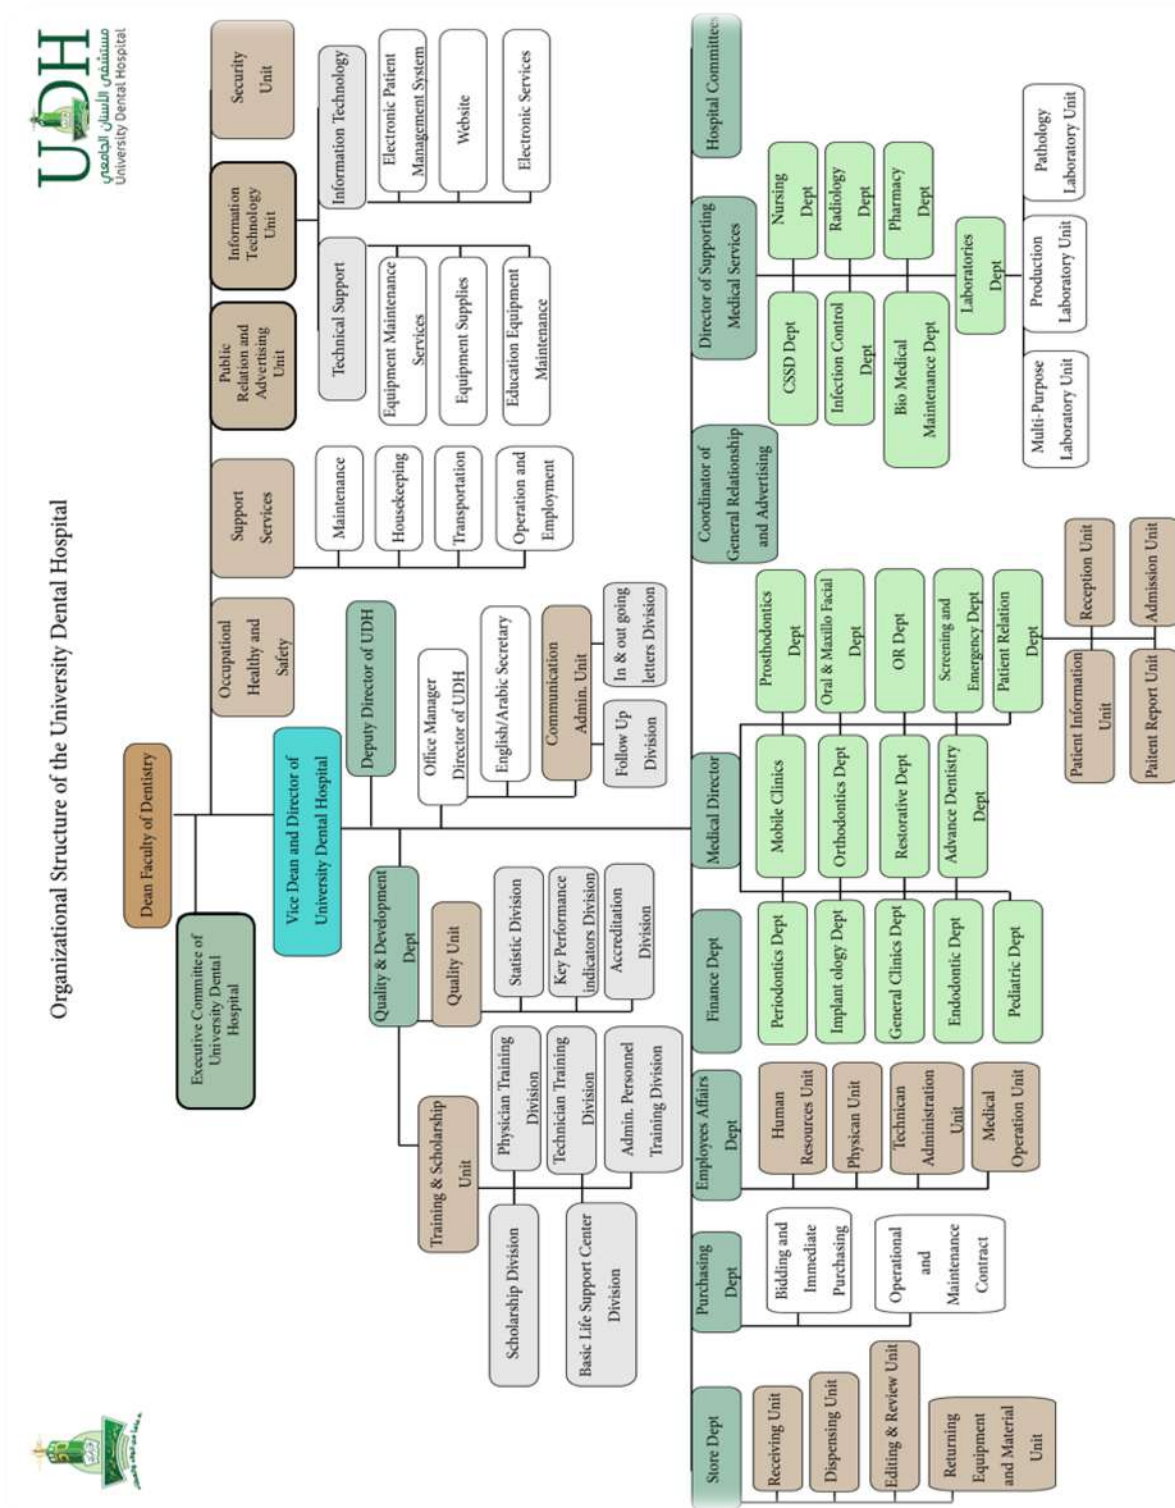 UDH
مستشفى الأسنان الجامعي
University Dental Hospital
Organizational Structure of the University Dental Hospital
Dean Faculty of Dentistry
Executive Committee of
University Dental
Hospital
Occupationl
Healthy and
Safety
Support
Services
Public
Relation and
Advertising
Unit
Information
Technology
Unit
Security
Unit
Maintenance
Housekeeping
Transportation
Operation and
Employment
Technical Support
Equipment Maintenance
Services
Equipment Supplies
Education Equipment
Maintenance
Information Technology
Electronic Patient
Management System
Website
Electronic Services
Vice Dean and Director of
University Dental Hospital
Deputy Director of UDH
Office Manager
Director of UDH
English/Arabic Secretary
Communication
Admin. Unit
Follow Up
Division
In & out going
letters Division
Quality & Development
Dept
Training & Scholarship
Unit
Quality Unit
Scholarship Division
Physician Training
Division
Basic Life Support Center
Division
Technician Training
Division
Admin. Personnel
Training Division
Statistic Division
Key Performance
indicators Division
Accreditation
Division
Store Dept
Receiving Unit
Dispensing Unit
Editing & Review Unit
Returning
Equipment
and Material
Unit
Purchasing
Dept
Bidding and
Immediate
Purchasing
Operational
and
Maintenance
Contract
Employees Affairs
Dept
Human
Resources Unit
Physican Unit
Technican
Administration
Unit
Medical
Operation Unit
Finance Dept
Medical Director
Periodontics Dept
Mobile Clinics
Prosthodontics
Dept
Implant ology Dept
Orthodontics Dept
Oral & Maxillo Facial
Dept
General Clinics Dept
Restorative Dept
OR Dept
Endodontic Dept
Advance Dentistry
Dept
Screening and
Emergency Dept
Pediatric Dept
Patient Relation
Dept
Patient Information
Unit
Reception Unit
Paitent Report Unit
Admission Unit
Coordinator of
General Relationship
and Advertising
Director of Supporting
Medical Services
CSSD Dept
Nursing
Dept
Infection Control
Dept
Radiology
Dept
Bio Medical
Maintenance Dept
Pharmacy
Dept
Laboratories
Dept
Multi-Purpose
Laboratory Unit
Production
Laboratory Unit
Pathology
Laboratory Unit
Hospital Committees